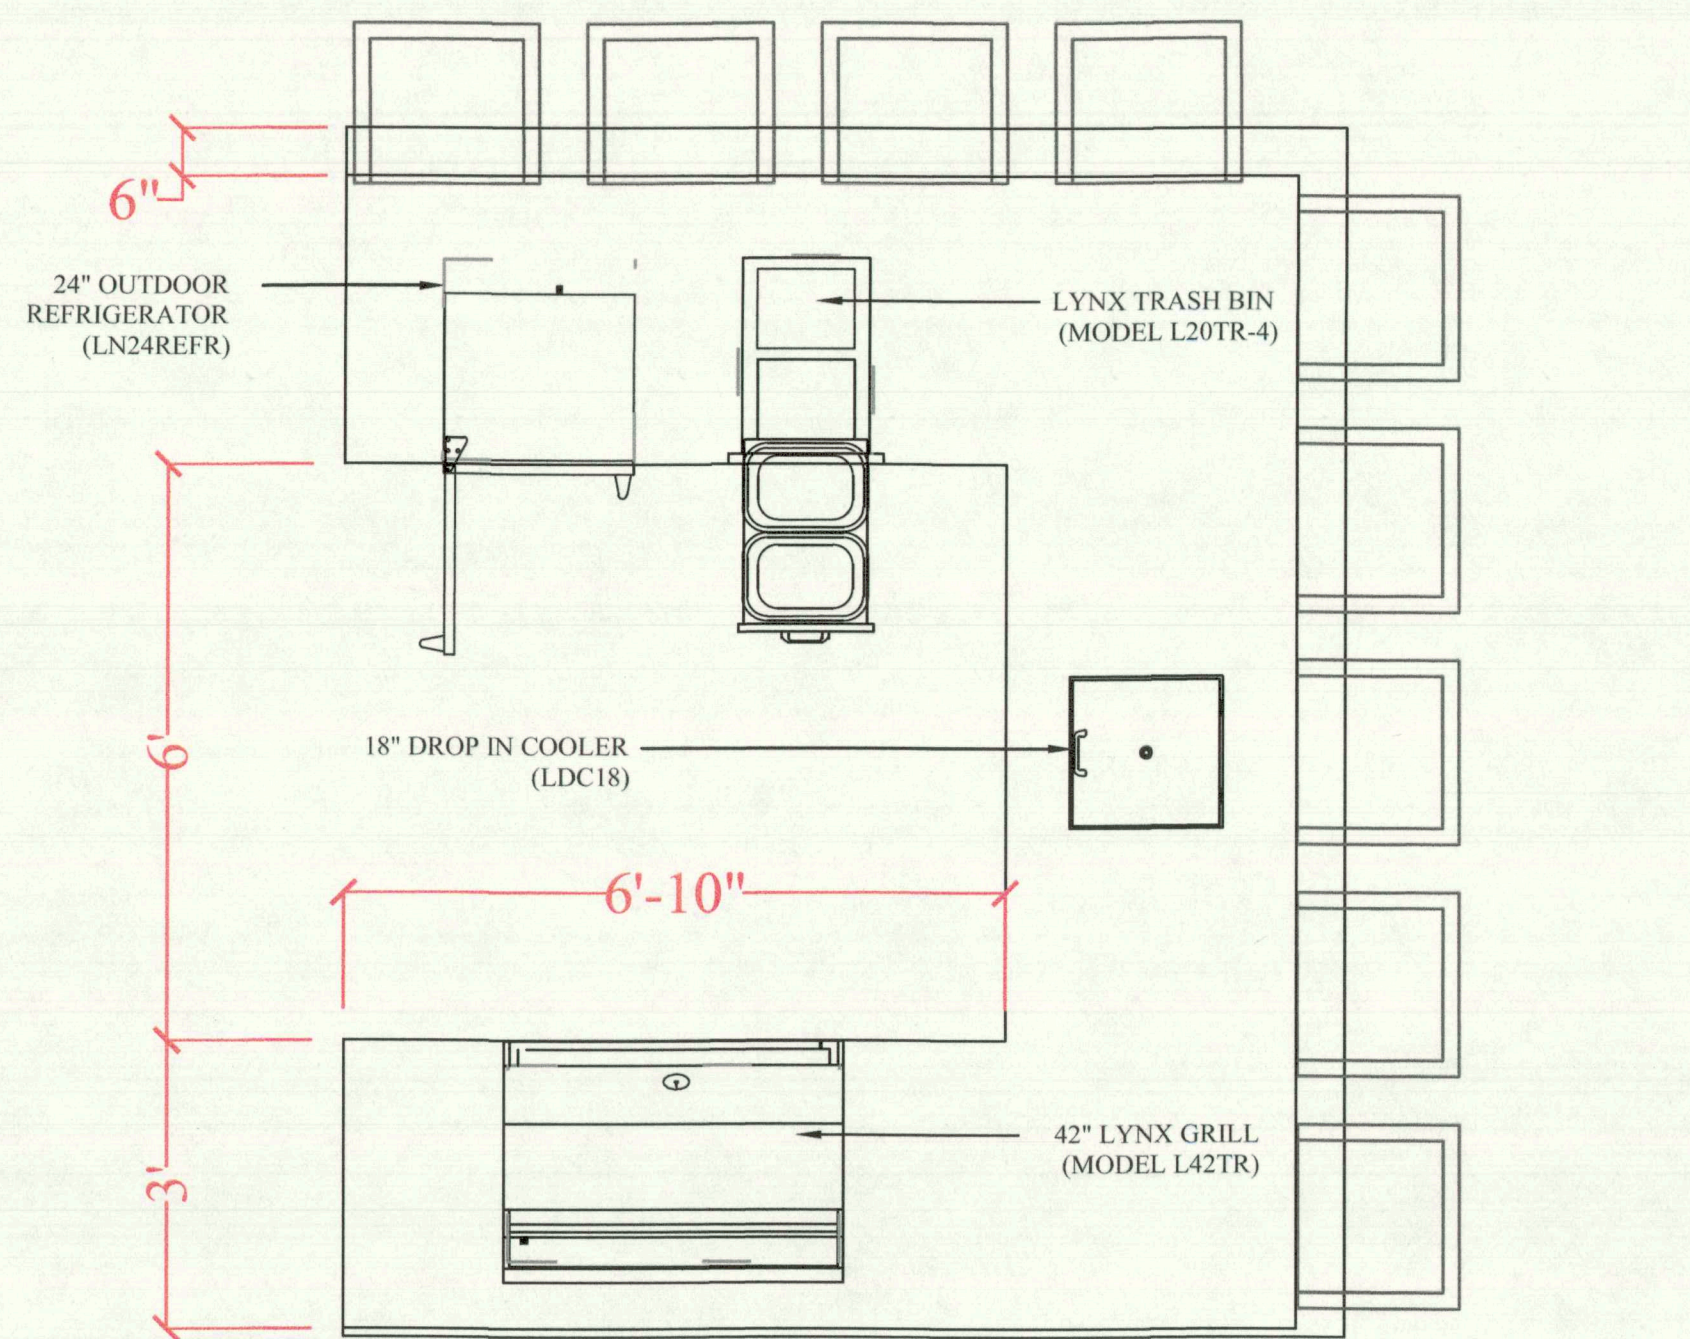 6"
24" OUTDOOR
REFRIGERATOR
(LN24REFR)
LYNX TRASH BIN
(MODEL L20TR-4)
6'
18" DROP IN COOLER
(LDC18)
6'-10"
3'
42" LYNX GRILL
(MODEL L42TR)